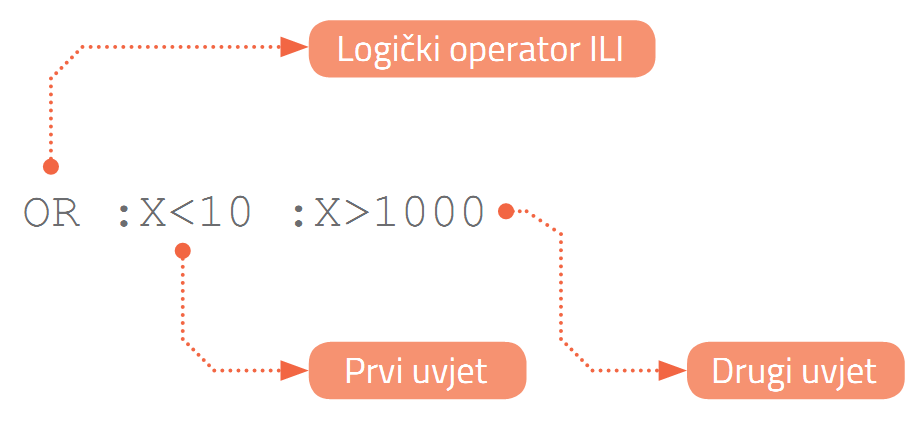 Logički operator ILI
OR :X<10 :X>1000
Prvi uvjet
Drugi uvjet